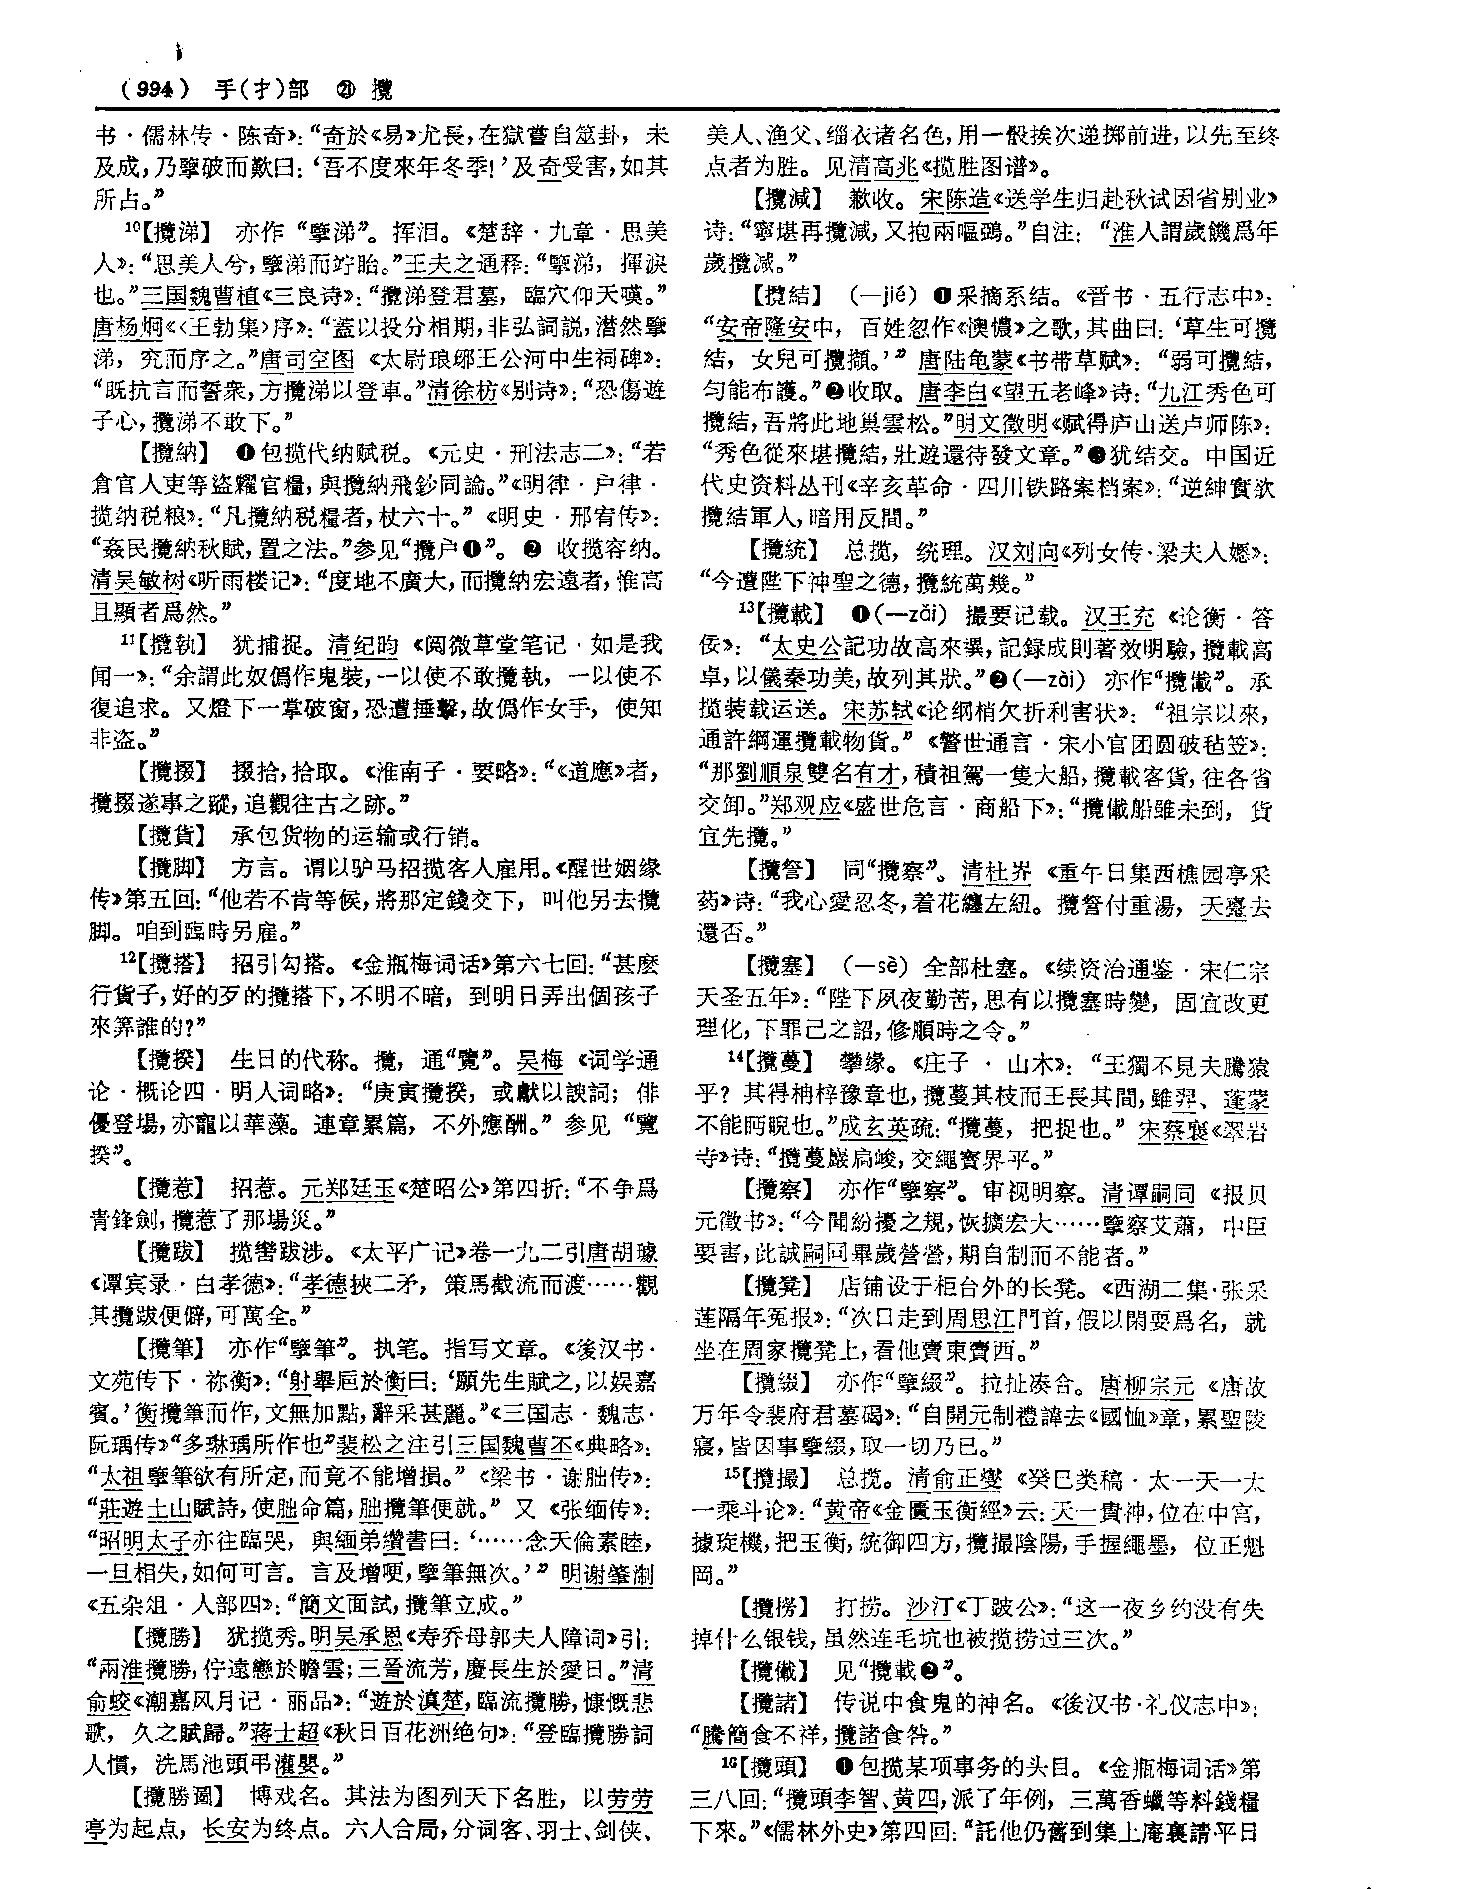 （994） 手(扌)部 ㉑ 攬
书·儒林传·陈奇》：“奇於《易》尤長，在獄嘗自筮卦，未
及成，乃擥破而歎曰：‘吾不度來年冬季！’及奇受害，如其
所占。”
10【攬涕】 亦作“擥涕”。挥泪。《楚辞·九章·思美
人》：“思美人兮，擥涕而竚眙。”王夫之通释：“擥涕，揮淚
也。”三国魏曹植《三良诗》：“攬涕登君墓，臨穴仰天嘆。”
唐杨炯《〈王勃集〉序》：“蓋以投分相期，非弘詞説，潸然擥
涕，究而序之。”唐司空图《太尉琅邪王公河中生祠碑》：
“既抗言而誓衆，方攬涕以登車。”清徐枋《别诗》：“恐傷遊
子心，攬涕不敢下。”
【攬納】 ❶包揽代纳赋税。《元史·刑法志二》：“若
倉官人吏等盗糶官糧，與攬納飛鈔同論。”《明律·户律·
揽纳税粮》：“凡攬納税糧者，杖六十。”《明史·邢宥传》：
“姦民攬納秋賦，置之法。”参见“攬户❶”。❷ 收揽容纳。
清吴敏树《听雨楼记》：“度地不廣大，而攬納宏遠者，惟高
且顯者爲然。”
11【攬執】 犹捕捉。清纪昀《阅微草堂笔记·如是我
闻一》：“余謂此奴僞作鬼裝，一以使不敢攬執，一以使不
復追求。又燈下一掌破窗，恐遭捶擊，故僞作女手，使知
非盗。”
【攬掇】 掇拾，拾取。《淮南子·要略》：“《道應》者，
攬掇遂事之蹤，追觀往古之跡。”
【攬貨】 承包货物的运输或行销。
【攬脚】 方言。谓以驴马招揽客人雇用。《醒世姻缘
传》第五回：“他若不肯等候，將那定錢交下，叫他另去攬
脚。咱到臨時另雇。”
12【攬搭】 招引勾搭。《金瓶梅词话》第六七回：“甚麽
行貨子，好的歹的攬搭下，不明不暗，到明日弄出個孩子
來筭誰的？”
【攬揆】 生日的代称。攬，通“覽”。吴梅《词学通
论·概论四·明人词略》：“庚寅攬揆，或獻以諛詞；俳
優登場，亦寵以華藻。連章累篇，不外應酬。”参见“覽
揆”。
【攬惹】 招惹。元郑廷玉《楚昭公》第四折：“不争爲
青鋒劍，攬惹了那場災。”
【攬跋】 揽辔跋涉。《太平广记》卷一九二引唐胡璩
《谭宾录·白孝德》：“孝德挾二矛，策馬截流而渡……觀
其攬跋便僻，可萬全。”
【攬筆】 亦作“擥筆”。执笔。指写文章。《後汉书·
文苑传下·祢衡》：“射舉卮於衡曰：‘願先生賦之，以娱嘉
賓。’衡攬筆而作，文無加點，辭采甚麗。”《三国志·魏志·
阮瑀传》“多琳瑀所作也”裴松之注引三国魏曹丕《典略》：
“太祖擥筆欲有所定，而竟不能增損。”《梁书·谢朏传》：
“莊遊土山賦詩，使朏命篇，朏攬筆便就。”又《张缅传》：
“昭明太子亦往臨哭，與緬弟纘書曰：‘……念天倫素睦，
一旦相失，如何可言。言及增哽，擥筆無次。’”明谢肇淛
《五杂俎·人部四》：“簡文面試，攬筆立成。”
【攬勝】 犹揽秀。明吴承恩《寿乔母郭夫人障词》引：
“兩淮攬勝，佇遠戀於瞻雲；三晉流芳，慶長生於愛日。”清
俞蛟《潮嘉风月记·丽品》：“遊於滇楚，臨流攬勝，慷慨悲
歌，久之賦歸。”蒋士超《秋日百花洲绝句》：“登臨攬勝詞
人慣，洗馬池頭弔灌嬰。”
【攬勝圖】 博戏名。其法为图列天下名胜，以劳劳
亭为起点，长安为终点。六人合局，分词客、羽士、剑侠、
美人、渔父、缁衣诸名色，用一骰挨次递掷前进，以先至终
点者为胜。见清高兆《揽胜图谱》。
【攬減】 歉收。宋陈造《送学生归赴秋试因省别业》
诗：“寧堪再攬減，又抱兩嘔鵶。”自注：“淮人謂歲饑爲年
歲攬減。”
【攬結】 （—jié）❶采摘系结。《晋书·五行志中》：
“安帝隆安中，百姓忽作《懊憹》之歌，其曲曰：‘草生可攬
結，女兒可攬擷。’”唐陆龟蒙《书带草赋》：“弱可攬結，
匀能布護。”❷收取。唐李白《望五老峰》诗：“九江秀色可
攬結，吾將此地巢雲松。”明文徵明《赋得庐山送卢师陈》：
“秀色從來堪攬結，壯遊還待發文章。”❸犹结交。中国近
代史资料丛刊《辛亥革命·四川铁路案档案》：“逆紳實欲
攬結軍人，暗用反間。”
【攬統】 总揽，统理。汉刘向《列女传·梁夫人嫕》：
“今遭陛下神聖之德，攬統萬幾。”
13【攬載】 ❶（—zǎi）撮要记载。汉王充《论衡·答
佞》：“太史公記功故高來禩，記録成則著效明驗，攬載高
卓，以儀秦功美，故列其狀。”❷（—zài）亦作“攬儎”。承
揽装载运送。宋苏轼《论纲梢欠折利害状》：“祖宗以來，
通許綱運攬載物貨。”《警世通言·宋小官团圆破毡笠》：
“那劉順泉雙名有才，積祖駕一隻大船，攬載客貨，往各省
交卸。”郑观应《盛世危言·商船下》：“攬儎船雖未到，貨
宜先攬。”
【攬詧】 同“攬察”。清杜岕《重午日集西樵园亭采
药》诗：“我心愛忍冬，着花纏左紐。攬詧付重湯，天蠹去
還否。”
【攬塞】 （—sè）全部杜塞。《续资治通鉴·宋仁宗
天圣五年》：“陛下夙夜勤苦，思有以攬塞時變，固宜改更
理化，下罪己之詔，修順時之令。”
14【攬蔓】 攀缘。《庄子·山木》：“王獨不見夫騰猿
乎？其得柟梓豫章也，攬蔓其枝而王長其間，雖羿、蓬蒙
不能眄睨也。”成玄英疏：“攬蔓，把捉也。”宋蔡襄《翠岩
寺》诗：“攬蔓巖扃峻，交繩寶界平。”
【攬察】 亦作“擥察”。审视明察。清谭嗣同《报贝
元徵书》：“今聞紛擾之規，恢擴宏大……擥察艾蕭，中臣
要害，此誠嗣同畢歲營營，期自制而不能者。”
【攬凳】 店铺设于柜台外的长凳。《西湖二集·张采
莲隔年冤报》：“次日走到周思江門首，假以閑耍爲名，就
坐在周家攬凳上，看他賣東賣西。”
【攬綴】 亦作“擥綴”。拉扯凑合。唐柳宗元《唐故
万年令裴府君墓碣》：“自開元制禮諱去《國恤》章，累聖陵
寢，皆因事擥綴，取一切乃已。”
15【攬撮】 总揽。清俞正燮《癸巳类稿·太一天一太
一乘斗论》：“黄帝《金匱玉衡經》云：天一貴神，位在中宫，
據琁機，把玉衡，統御四方，攬撮陰陽，手握繩墨，位正魁
岡。”
【攬撈】 打捞。沙汀《丁跛公》：“这一夜乡约没有失
掉什么银钱，虽然连毛坑也被揽捞过三次。”
【攬儎】 见“攬載❷”。
【攬諸】 传说中食鬼的神名。《後汉书·礼仪志中》：
“騰簡食不祥，攬諸食咎。”
16【攬頭】 ❶包揽某项事务的头目。《金瓶梅词话》第
三八回：“攬頭李智、黄四，派了年例，三萬香蠟等料錢糧
下來。”《儒林外史》第四回：“託他仍舊到集上庵裏請平日